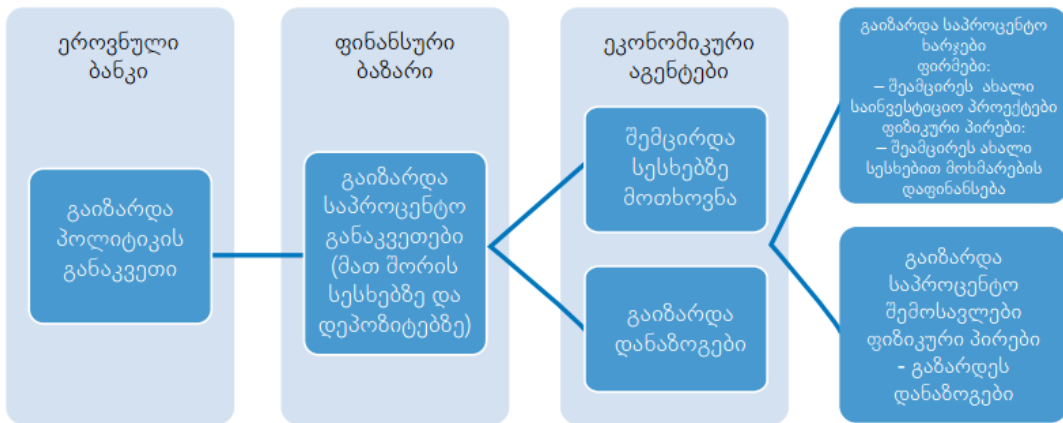 ეროვნული
ბანკი
გაიზარდა
პოლიტიკის
განაკვეთი
ფინანსური
ბაზარი
გაიზარდა
საპროცენტო
განაკვეთები
(მათ შორის
სესხებზე და
დეპოზიტებზე)
ეკონომიკური
აგენტები
შემცირდა
სესხებზე
მოთხოვნა
გაიზარდა
დანაზოგები
გაიზარდა საპროცენტო
ხარჯები
ფირმები:
– შეამცირეს ახალი
საინვესტიციო პროექტები
ფიზიკური პირები:
– შეამცირეს ახალი
სესხებით მოხმარების
დაფინანსება
გაიზარდა
საპროცენტო
შემოსავლები
ფიზიკური პირები
- გაზარდეს
დანაზოგები